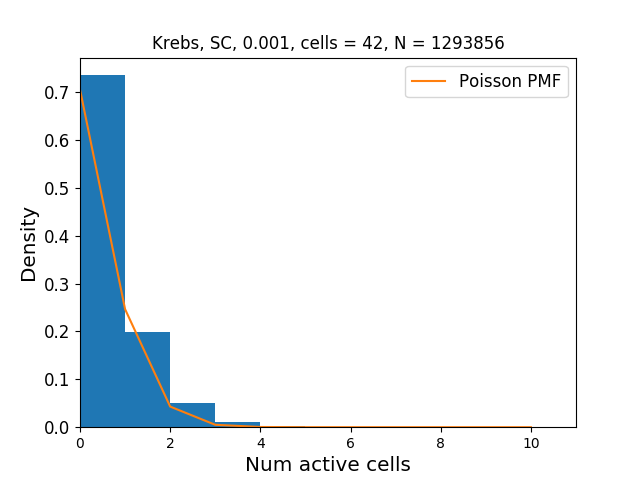 Krebs, SC, 0.001, cells = 42, N = 1293856
Poisson PMF
0.7
0.6
0.5
0.4
0.3
0.2
0.1
0.0
Density
0 2 4 6 8 10
Num active cells